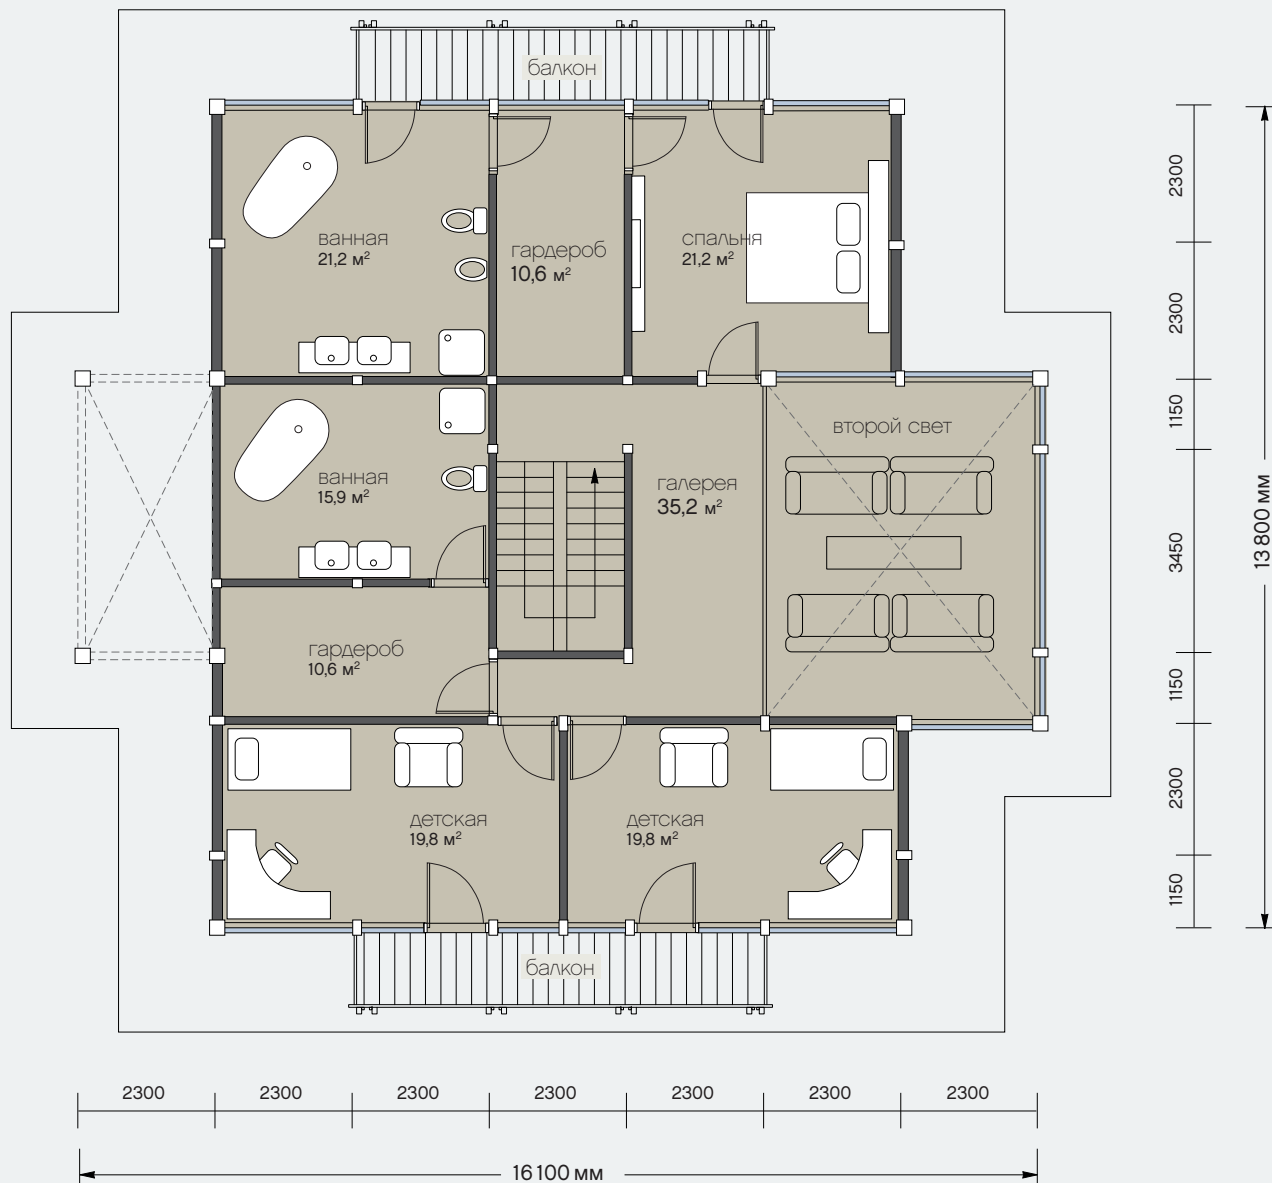 балкон
ванная
21,2 м²
гардероб
10,6 м²
спальня
21,2 м²
второй свет
ванная
15,9 м²
галерея
35,2 м²
гардероб
10,6 м²
детская
19,8 м²
детская
19,8 м²
балкон
2300
2300
1150
3450
1150
2300
1150
13 800 мм
2300 2300 2300 2300 2300 2300 2300
16 100 мм